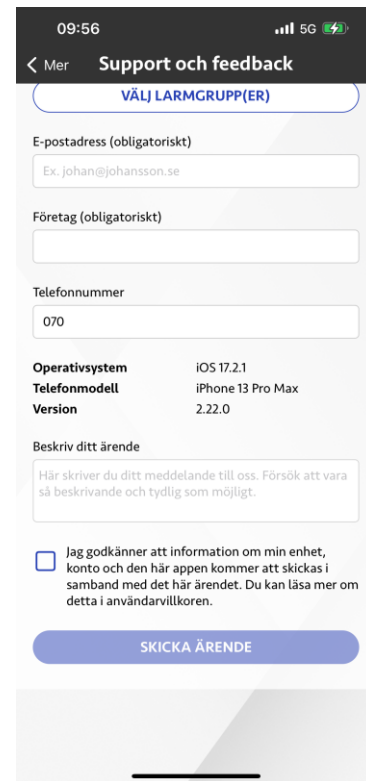 09:56 5G
Mer Support och feedback
VÄLJ LARMGRUPP(ER)
E-postadress (obligatoriskt)
Ex. johan@johansson.se
Företag (obligatoriskt)
Telefonnummer
070
Operativsystem iOS 17.2.1
Telefonmodell iPhone 13 Pro Max
Version 2.22.0
Beskriv ditt ärende
Här skriver du ditt meddelande till oss. Försök att vara
så beskrivande och tydlig som möjligt.
Jag godkänner att information om min enhet,
konto och den här appen kommer att skickas i
samband med det här ärendet. Du kan läsa mer om
detta i användarvillkoren.
SKICKA ÄRENDE